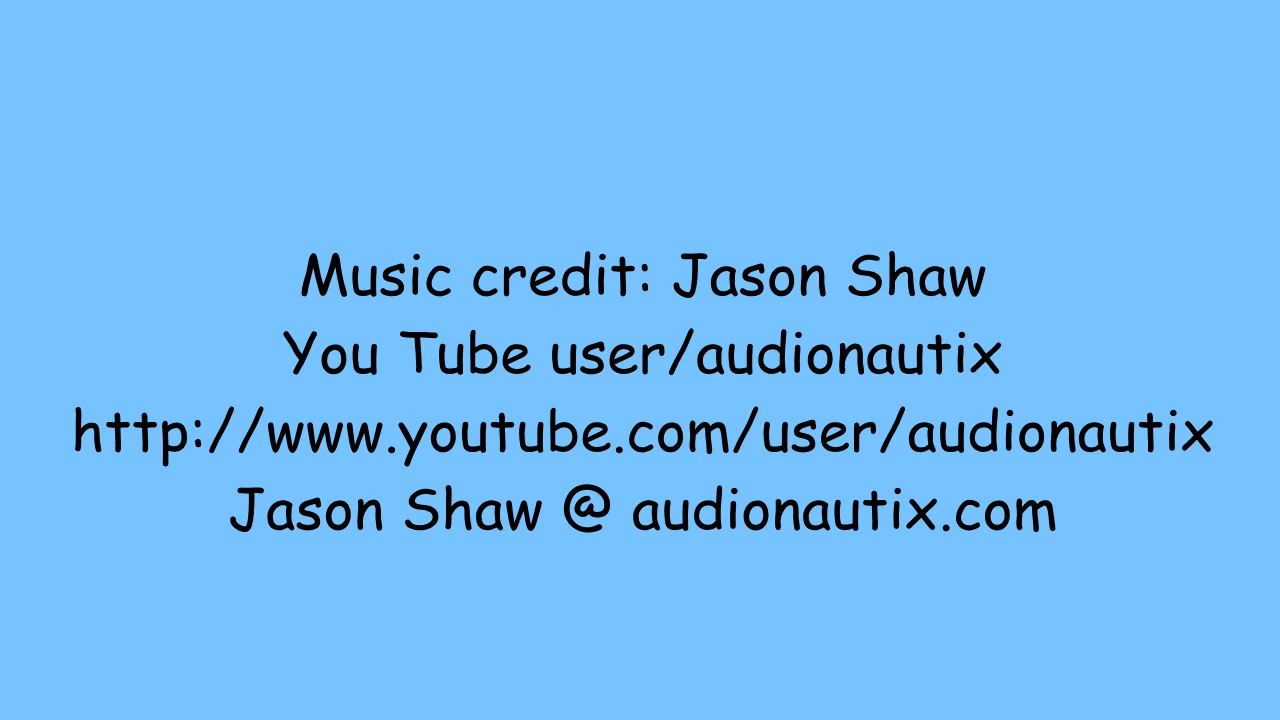 Music credit: Jason Shaw
You Tube user/audionautix
http://www.youtube.com/user/audionautix
Jason Shaw @ audionautix.com